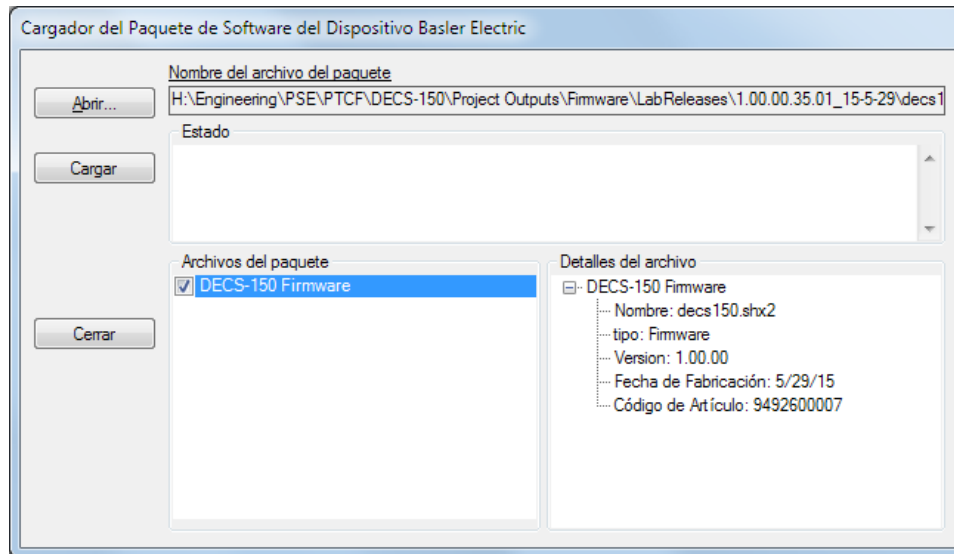 Cargador del Paquete de Software del Dispositivo Basler Electric
Nombre del archivo del paquete
Abrir...
H:\Engineering\PSE\PTCF\DECS-150\Project Outputs\Firmware\LabReleases\1.00.00.35.01_15-5-29\decs1
Estado
Cargar
Archivos del paquete
DECS-150 Firmware
Cerrar
Detalles del archivo
DECS-150 Firmware
Nombre: decs150.shx2
tipo: Firmware
Version: 1.00.00
Fecha de Fabricación: 5/29/15
Código de Artículo: 9492600007